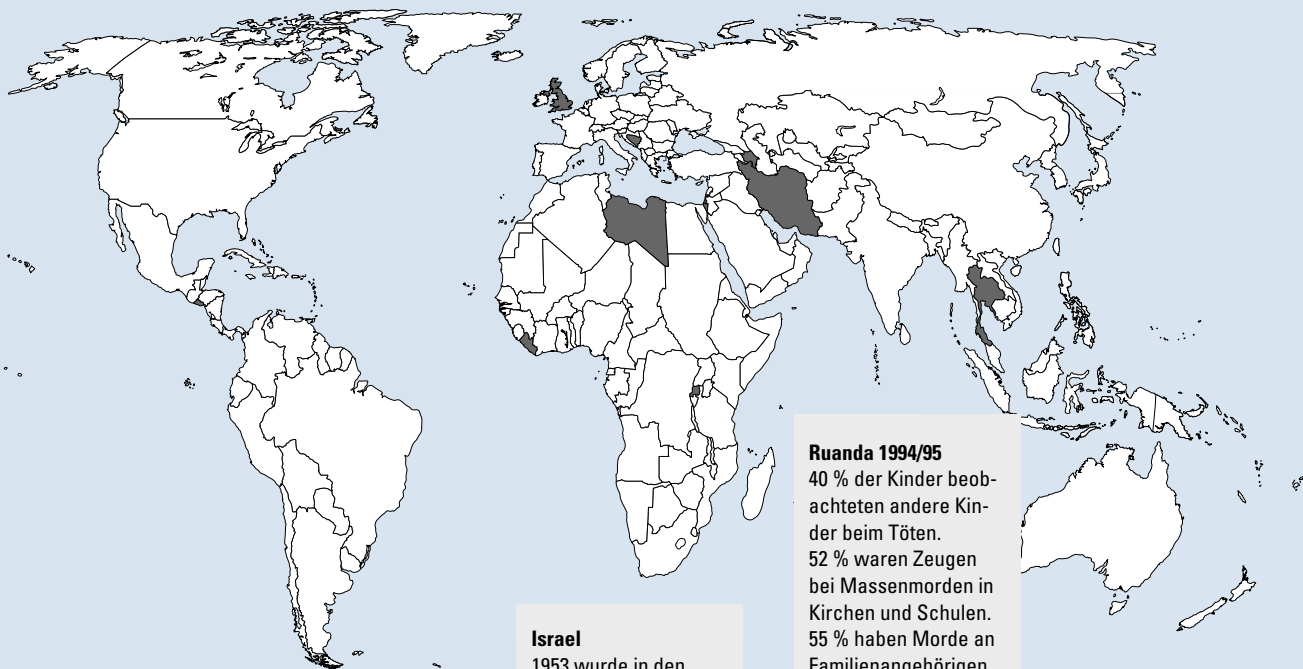 Ruanda 1994/95
40 % der Kinder beob-
achteten andere Kin-
der beim Töten.
52 % waren Zeugen
bei Massenmorden in
Kirchen und Schulen.
55 % haben Morde an
Familienangehörigen
Israel
1953 wurde in den